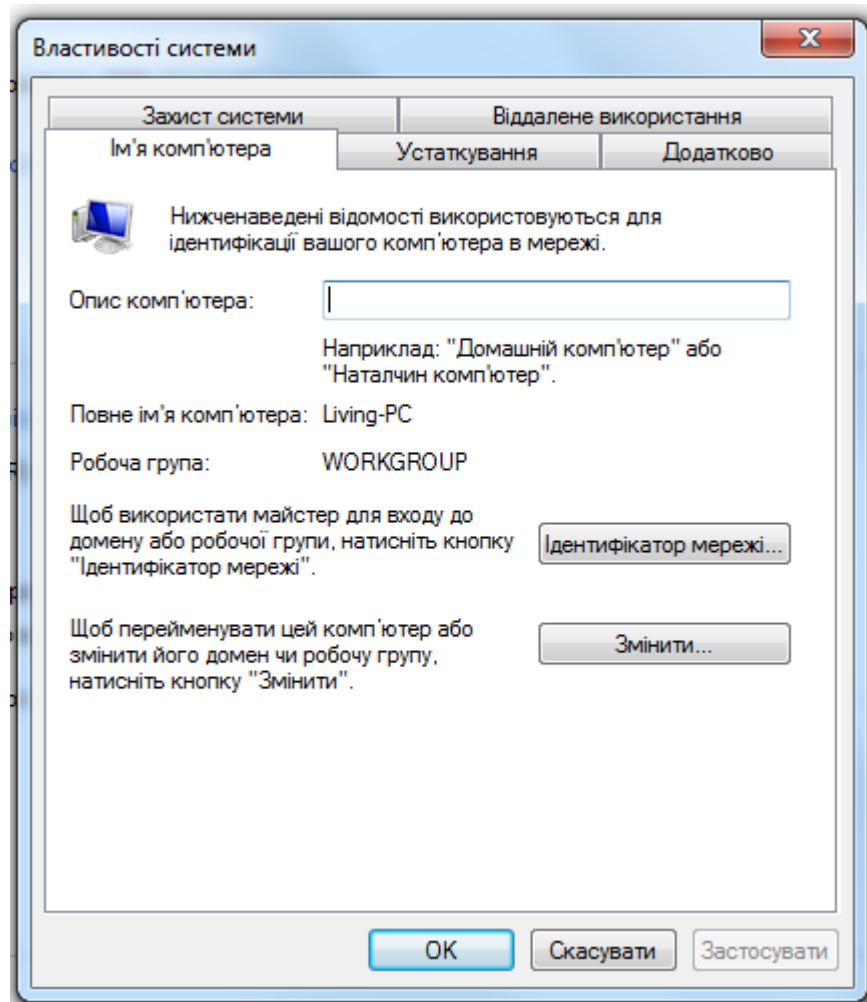 Властивості системи
Захист системи
Віддалене використання
Ім'я комп'ютера
Устаткування
Додатково
Нижченаведені відомості використовуються для
ідентифікації вашого комп'ютера в мережі.
Опис комп'ютера:
Наприклад: "Домашній комп'ютер" або
"Наталчин комп'ютер".
Повне ім'я комп'ютера: Living-PC
Робоча група: WORKGROUP
Щоб використати майстер для входу до
домену або робочої групи, натисніть кнопку
"Ідентифікатор мережі".
Ідентифікатор мережі...
Щоб перейменувати цей комп'ютер або
змінити його домен чи робочу групу,
натисніть кнопку "Змінити".
Змінити...
OK
Скасувати
Застосувати